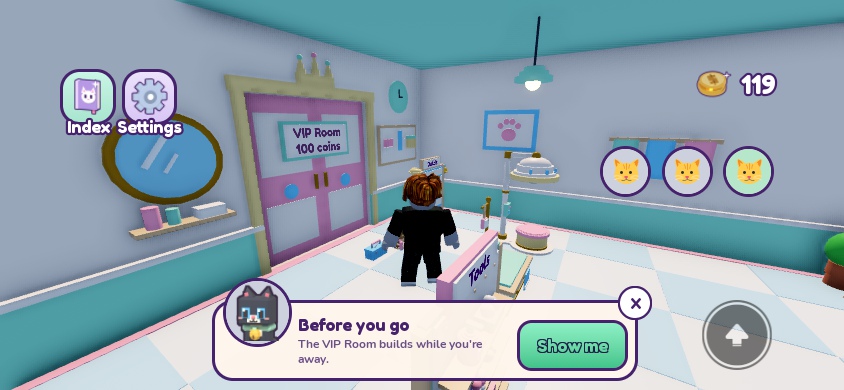 119
Index Settings
VIP Room
100 coins
Tools
Before you go
The VIP Room builds while you're
away.
Show me